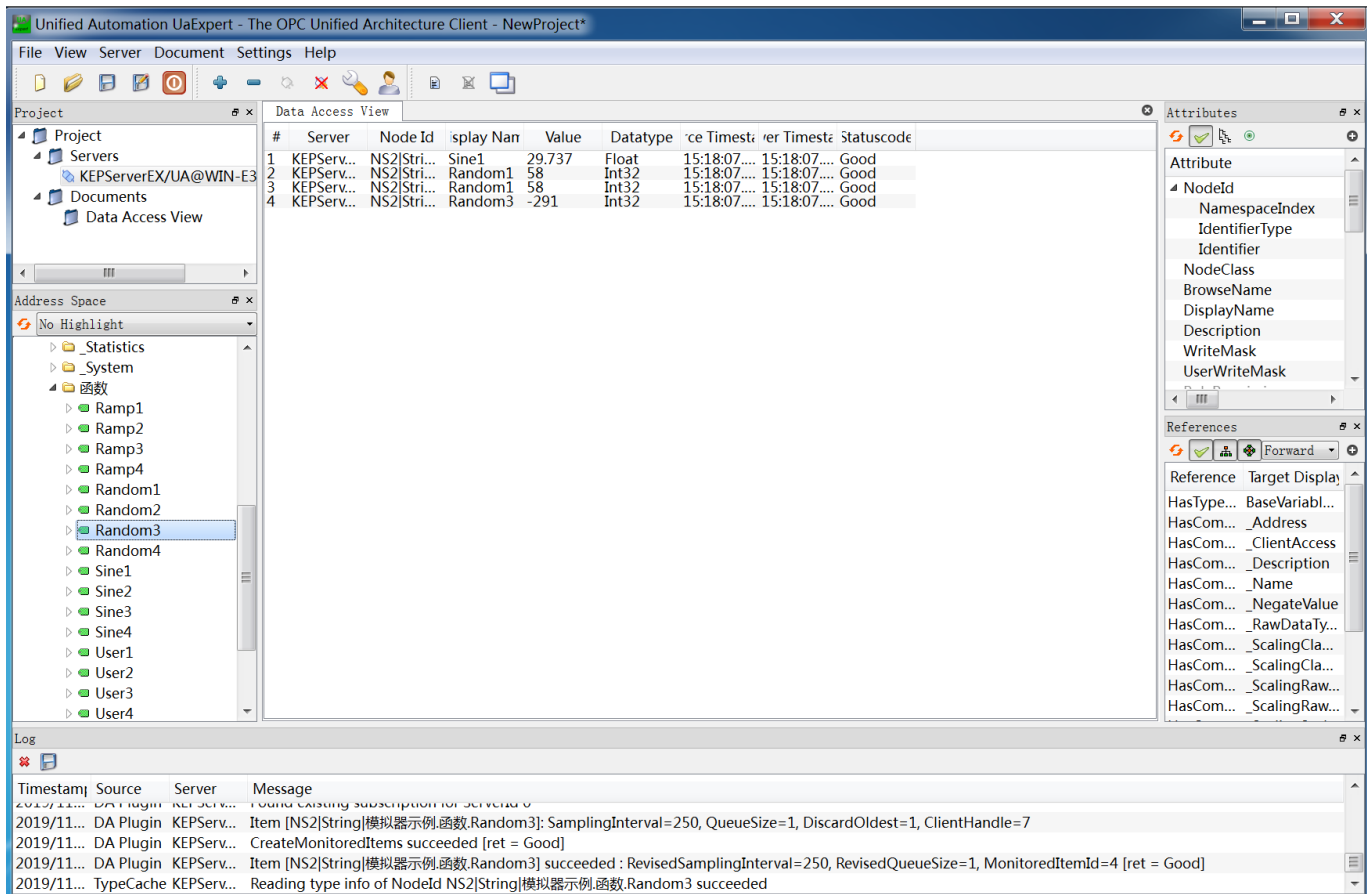 Unified Automation UaExpert - The OPC Unified Architecture Client - NewProject*
File View Server Document Settings Help
Project
Project
Servers
KEPServerEX/UA@WIN-E3
Documents
Data Access View
Address Space
No Highlight
_Statistics
_System
函数
Ramp1
Ramp2
Ramp3
Ramp4
Random1
Random2
Random3
Random4
Sine1
Sine2
Sine3
Sine4
User1
User2
User3
User4
Data Access View
# Server Node Id isplay Nam Value Datatype rce Timesta ver Timesta Statuscode
1 KEPServ... NS2|Stri... Sine1 29.737 Float 15:18:07.... 15:18:07.... Good
2 KEPServ... NS2|Stri... Random1 58 Int32 15:18:07.... 15:18:07.... Good
3 KEPServ... NS2|Stri... Random1 58 Int32 15:18:07.... 15:18:07.... Good
4 KEPServ... NS2|Stri... Random3 -291 Int32 15:18:07.... 15:18:07.... Good
Attributes
Attribute
NodeId
NamespaceIndex
IdentifierType
Identifier
NodeClass
BrowseName
DisplayName
Description
WriteMask
UserWriteMask
References
Forward
Reference Target Display
HasType... BaseVariabl...
HasCom... _Address
HasCom... _ClientAccess
HasCom... _Description
HasCom... _Name
HasCom... _NegateValue
HasCom... _RawDataTy...
HasCom... _ScalingCla...
HasCom... _ScalingCla...
HasCom... _ScalingRaw...
HasCom... _ScalingRaw...
Log
Timestamp Source Server Message
2019/11... DA Plugin KEPServ... Found existing subscription for ServerId 0
2019/11... DA Plugin KEPServ... Item [NS2|String|模拟器示例.函数.Random3]: SamplingInterval=250, QueueSize=1, DiscardOldest=1, ClientHandle=7
2019/11... DA Plugin KEPServ... CreateMonitoredItems succeeded [ret = Good]
2019/11... DA Plugin KEPServ... Item [NS2|String|模拟器示例.函数.Random3] succeeded : RevisedSamplingInterval=250, RevisedQueueSize=1, MonitoredItemId=4 [ret = Good]
2019/11... TypeCache KEPServ... Reading type info of NodeId NS2|String|模拟器示例.函数.Random3 succeeded